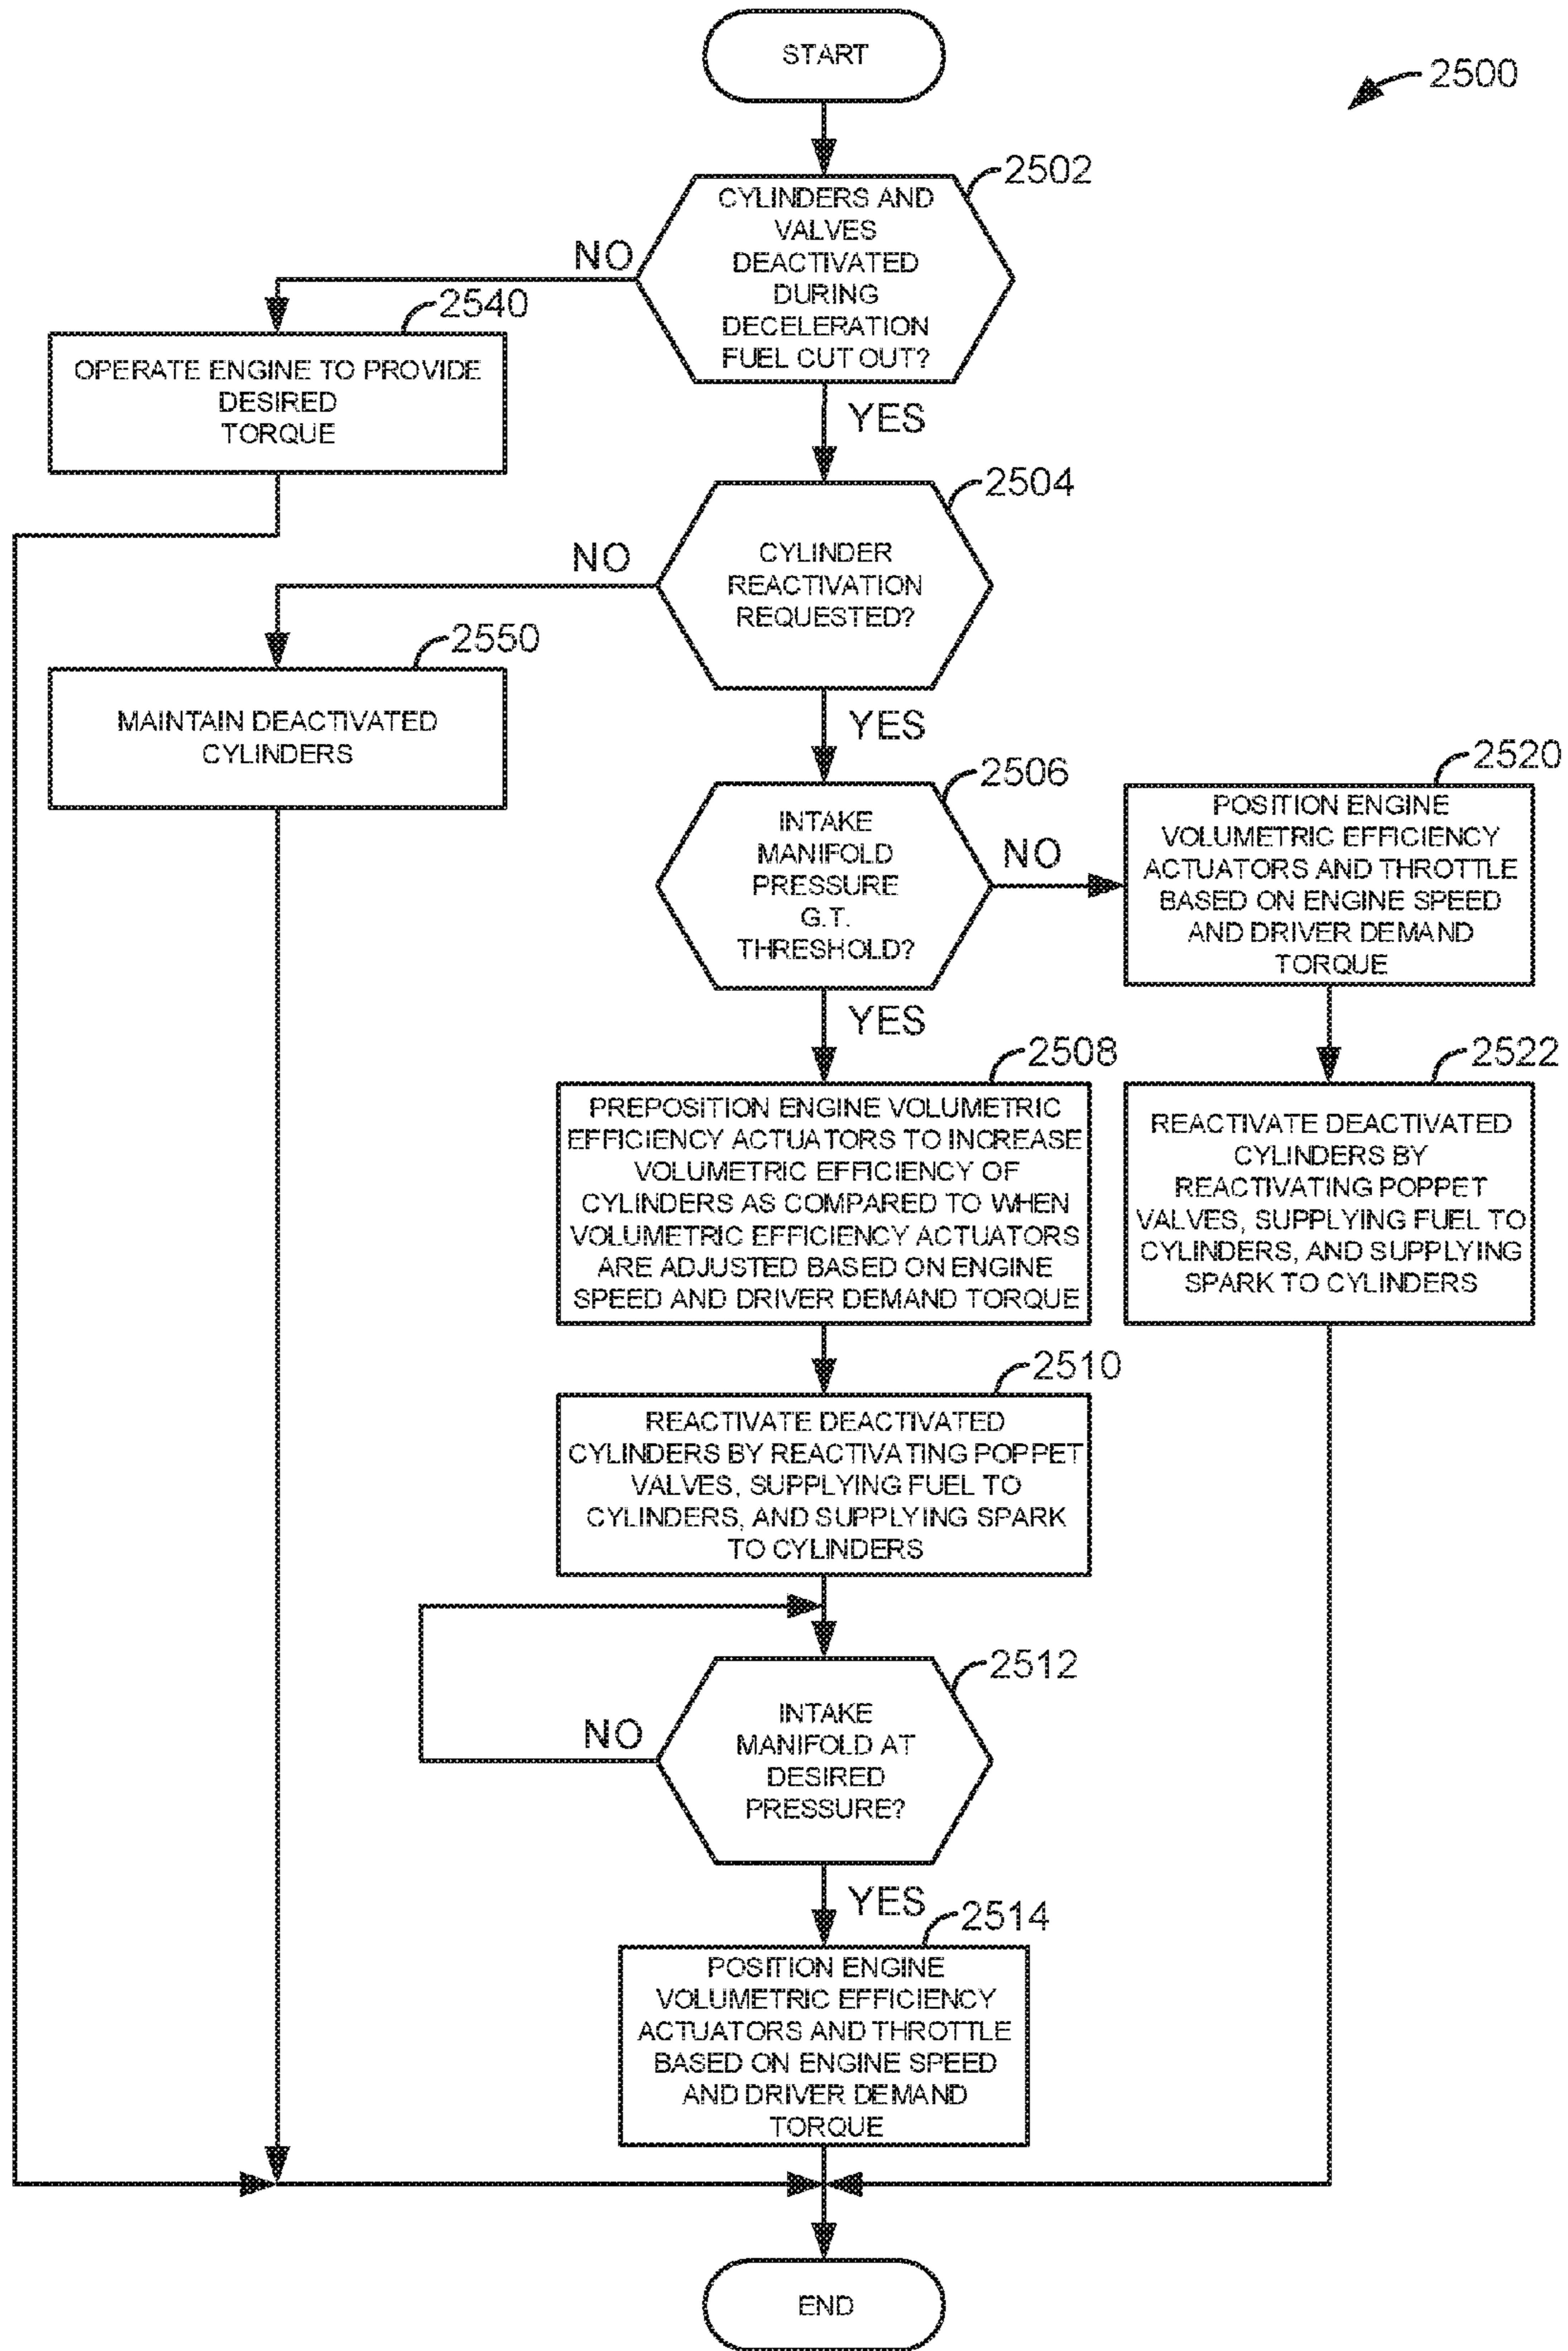 START
2500
2502
CYLINDERS AND
VALVES
DEACTIVATED
DURING
DECELERATION
FUEL CUT OUT?
NO
2540
OPERATE ENGINE TO PROVIDE
DESIRED
TORQUE
YES
2504
CYLINDER
REACTIVATION
REQUESTED?
NO
2550
MAINTAIN DEACTIVATED
CYLINDERS
YES
2506
INTAKE
MANIFOLD
PRESSURE
G.T.
THRESHOLD?
NO
2520
POSITION ENGINE
VOLUMETRIC EFFICIENCY
ACTUATORS AND THROTTLE
BASED ON ENGINE SPEED
AND DRIVER DEMAND
TORQUE
YES
2508
PREPOSITION ENGINE VOLUMETRIC
EFFICIENCY ACTUATORS TO INCREASE
VOLUMETRIC EFFICIENCY OF
CYLINDERS AS COMPARED TO WHEN
VOLUMETRIC EFFICIENCY ACTUATORS
ARE ADJUSTED BASED ON ENGINE
SPEED AND DRIVER DEMAND TORQUE
2522
REACTIVATE DEACTIVATED
CYLINDERS BY
REACTIVATING POPPET
VALVES, SUPPLYING FUEL TO
CYLINDERS, AND SUPPLYING
SPARK TO CYLINDERS
2510
REACTIVATE DEACTIVATED
CYLINDERS BY REACTIVATING POPPET
VALVES, SUPPLYING FUEL TO
CYLINDERS, AND SUPPLYING SPARK
TO CYLINDERS
2512
INTAKE
MANIFOLD AT
DESIRED
PRESSURE?
NO
YES
2514
POSITION ENGINE
VOLUMETRIC EFFICIENCY
ACTUATORS AND THROTTLE
BASED ON ENGINE SPEED
AND DRIVER DEMAND
TORQUE
END